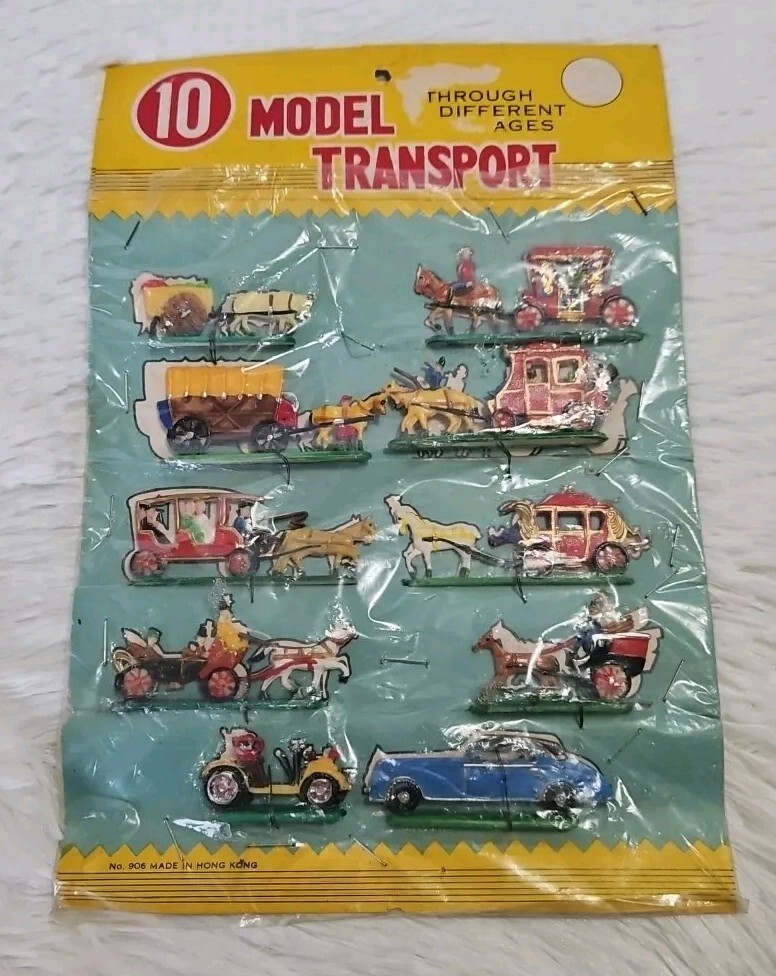 10
MODEL
TRANSPORT
THROUGH
DIFFERENT
AGES
No. 906 MADE IN HONG KONG